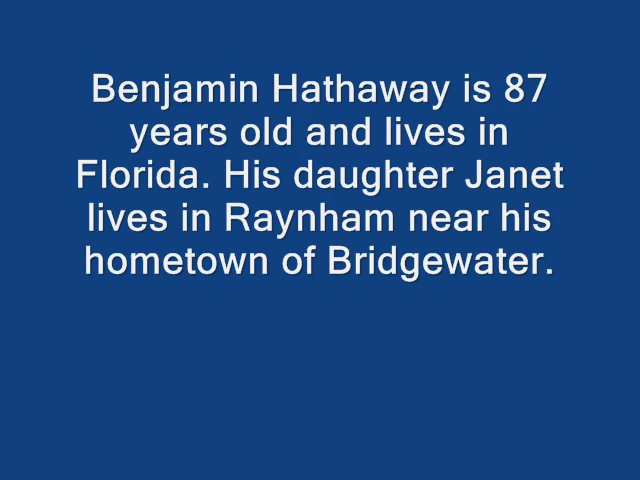 Benjamin Hathaway is 87
years old and lives in
Florida. His daughter Janet
lives in Raynham near his
hometown of Bridgewater.